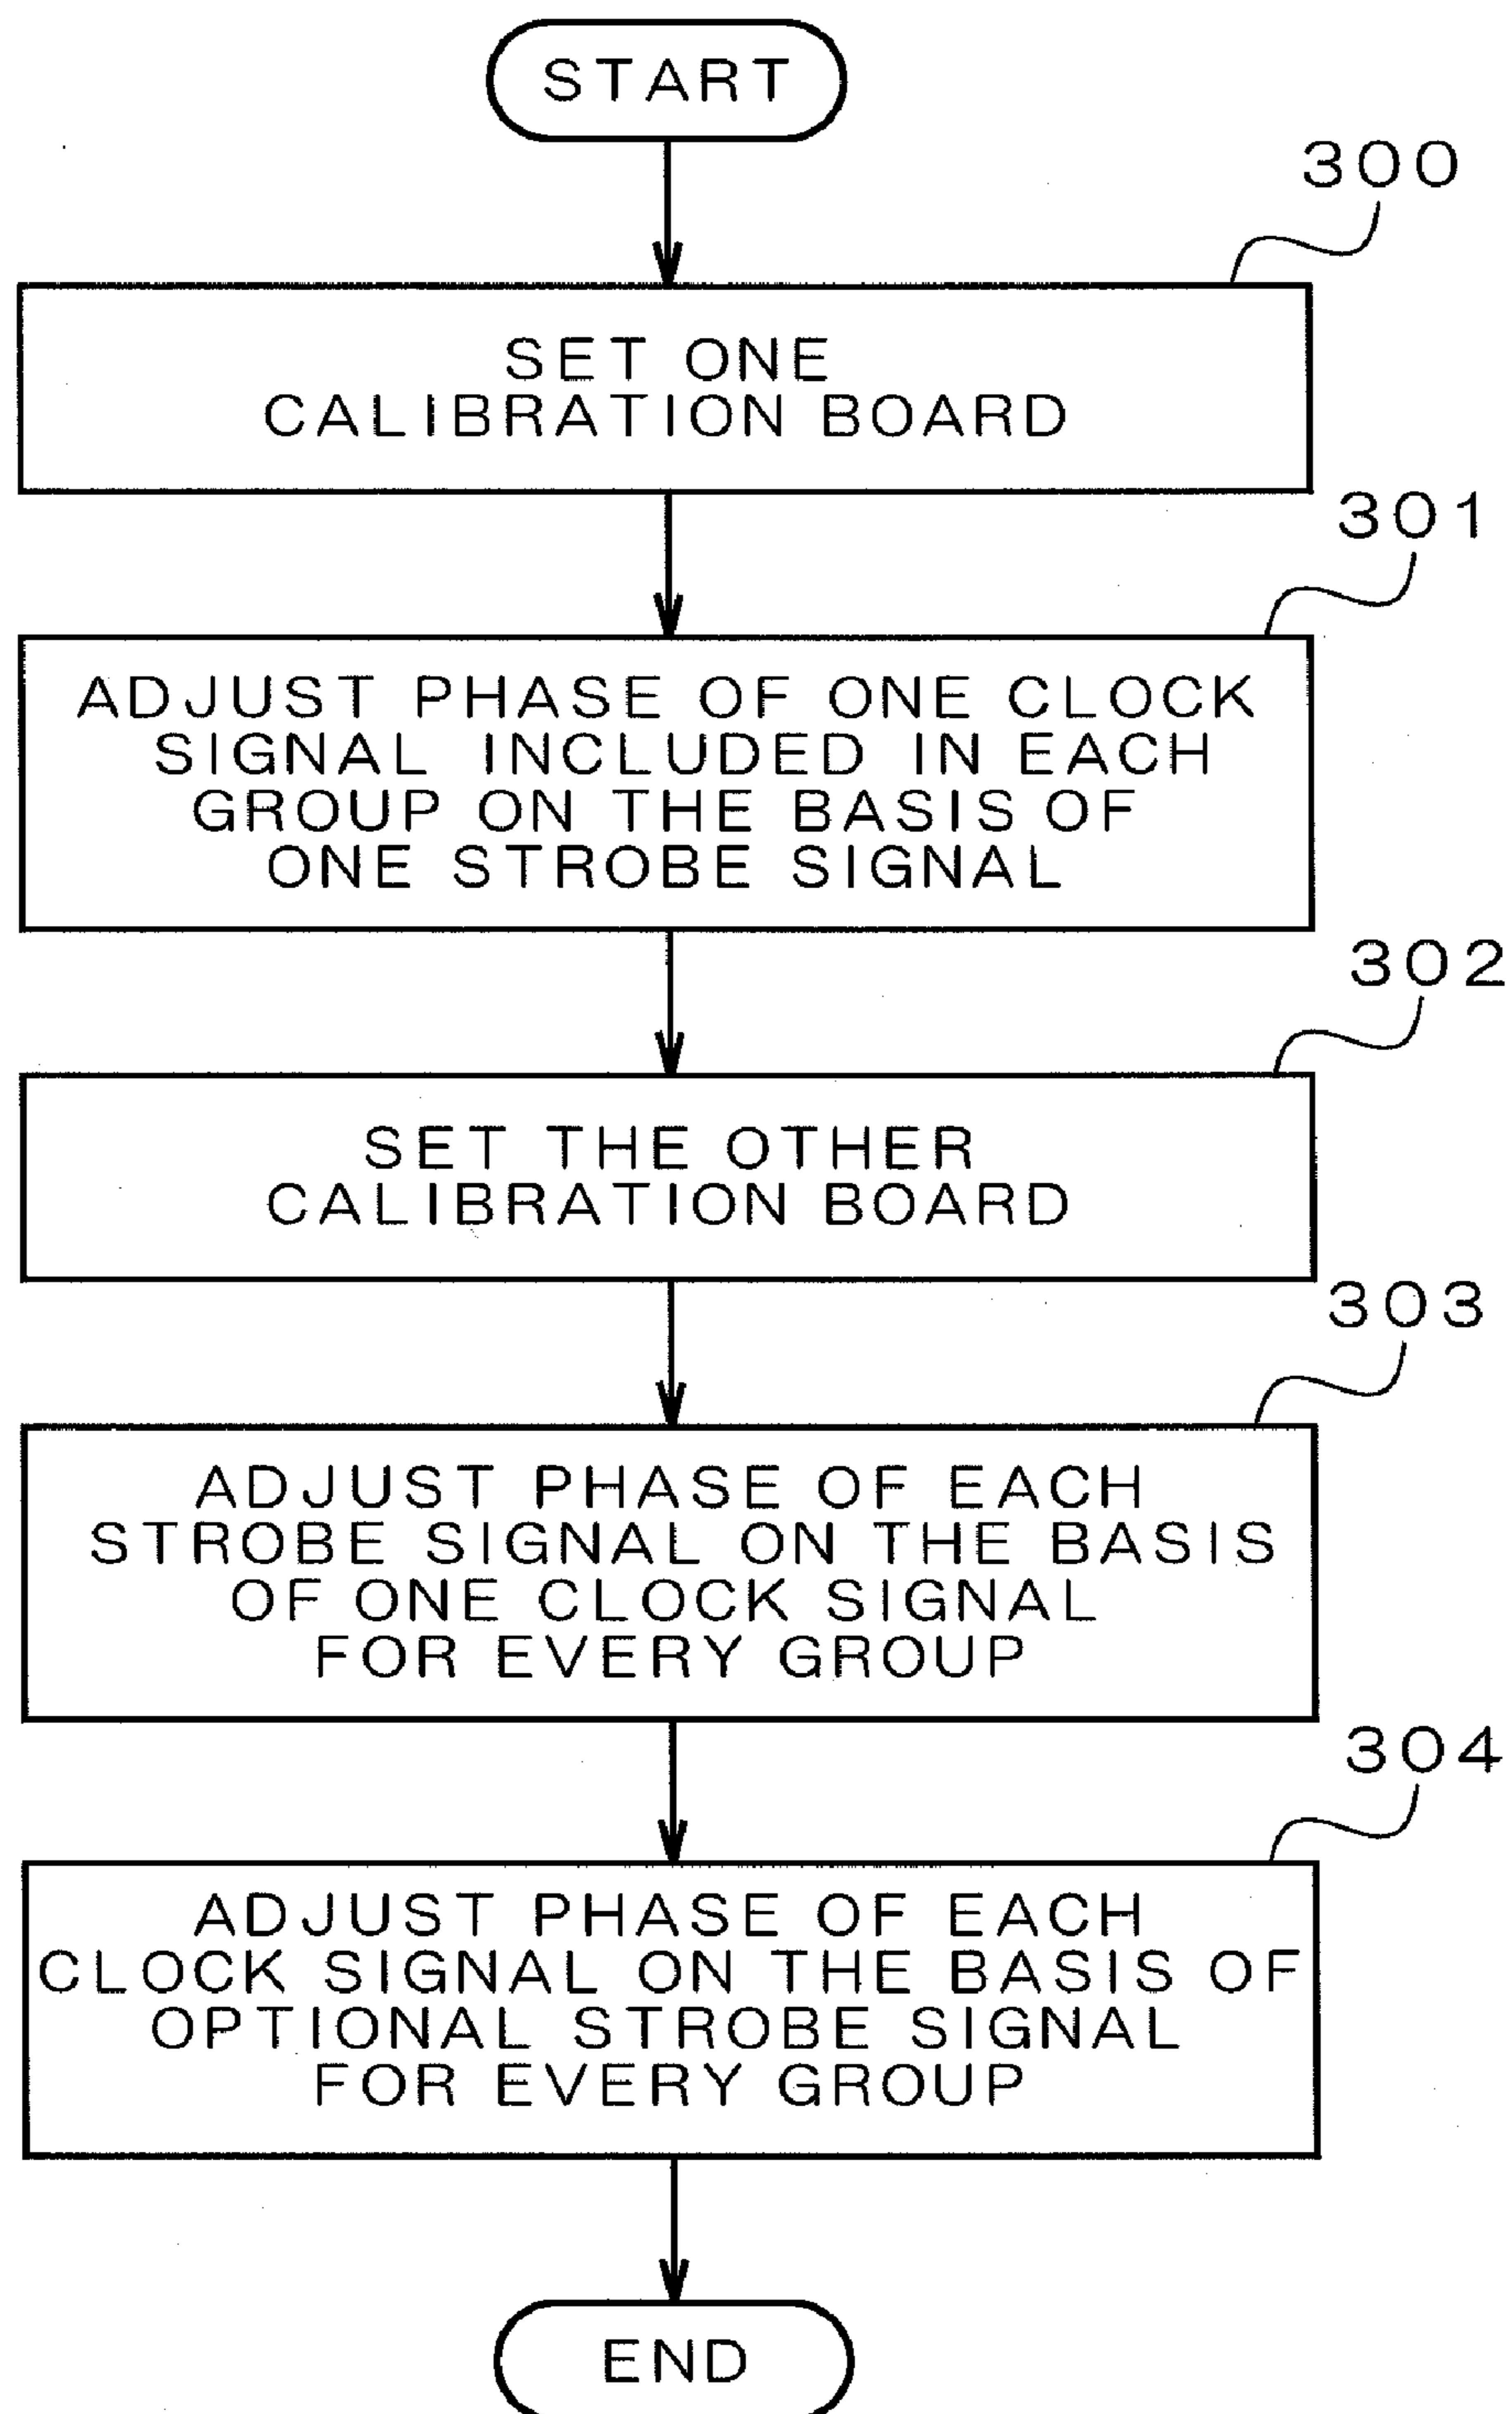 START
300
SET ONE
CALIBRATION BOARD
301
ADJUST PHASE OF ONE CLOCK
SIGNAL INCLUDED IN EACH
GROUP ON THE BASIS OF
ONE STROBE SIGNAL
302
SET THE OTHER
CALIBRATION BOARD
303
ADJUST PHASE OF EACH
STROBE SIGNAL ON THE BASIS
OF ONE CLOCK SIGNAL
FOR EVERY GROUP
304
ADJUST PHASE OF EACH
CLOCK SIGNAL ON THE BASIS OF
OPTIONAL STROBE SIGNAL
FOR EVERY GROUP
END